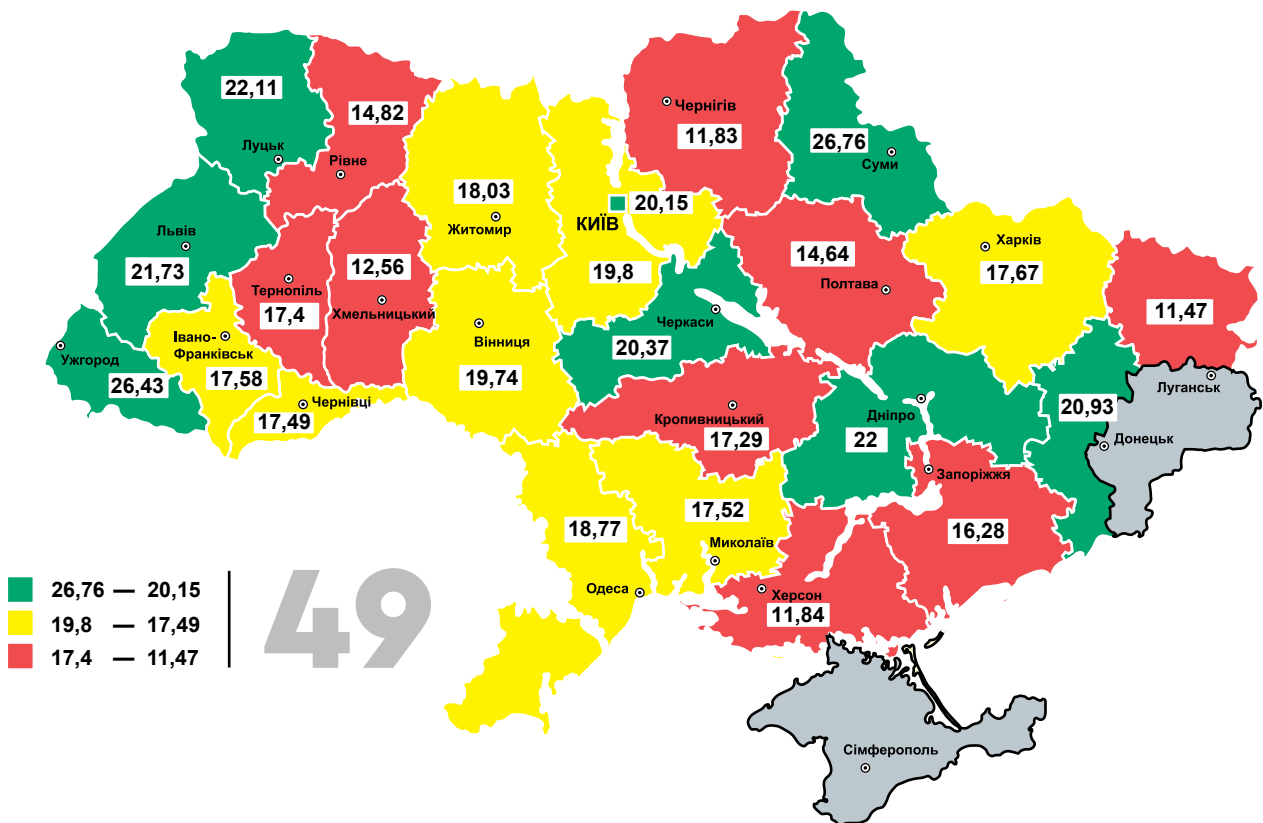 22,11
Луцьк
14,82
Рівне
Чернігів
11,83
26,76
Суми
18,03
Житомир
20,15
КИЇВ
19,8
Львів
21,73
Тернопіль
17,4
12,56
Хмельницький
14,64
Полтава
Харків
17,67
11,47
Луганськ
Ужгород
26,43
Івано-
Франківськ
17,58
Чернівці
17,49
Вінниця
19,74
Черкаси
20,37
Кропивницький
17,29
Дніпро
22
20,93
Донецьк
Запоріжжя
16,28
18,77
Одеса
17,52
Миколаїв
Херсон
11,84
Сімферополь
26,76 — 20,15
19,8 — 17,49
17,4 — 11,47
49